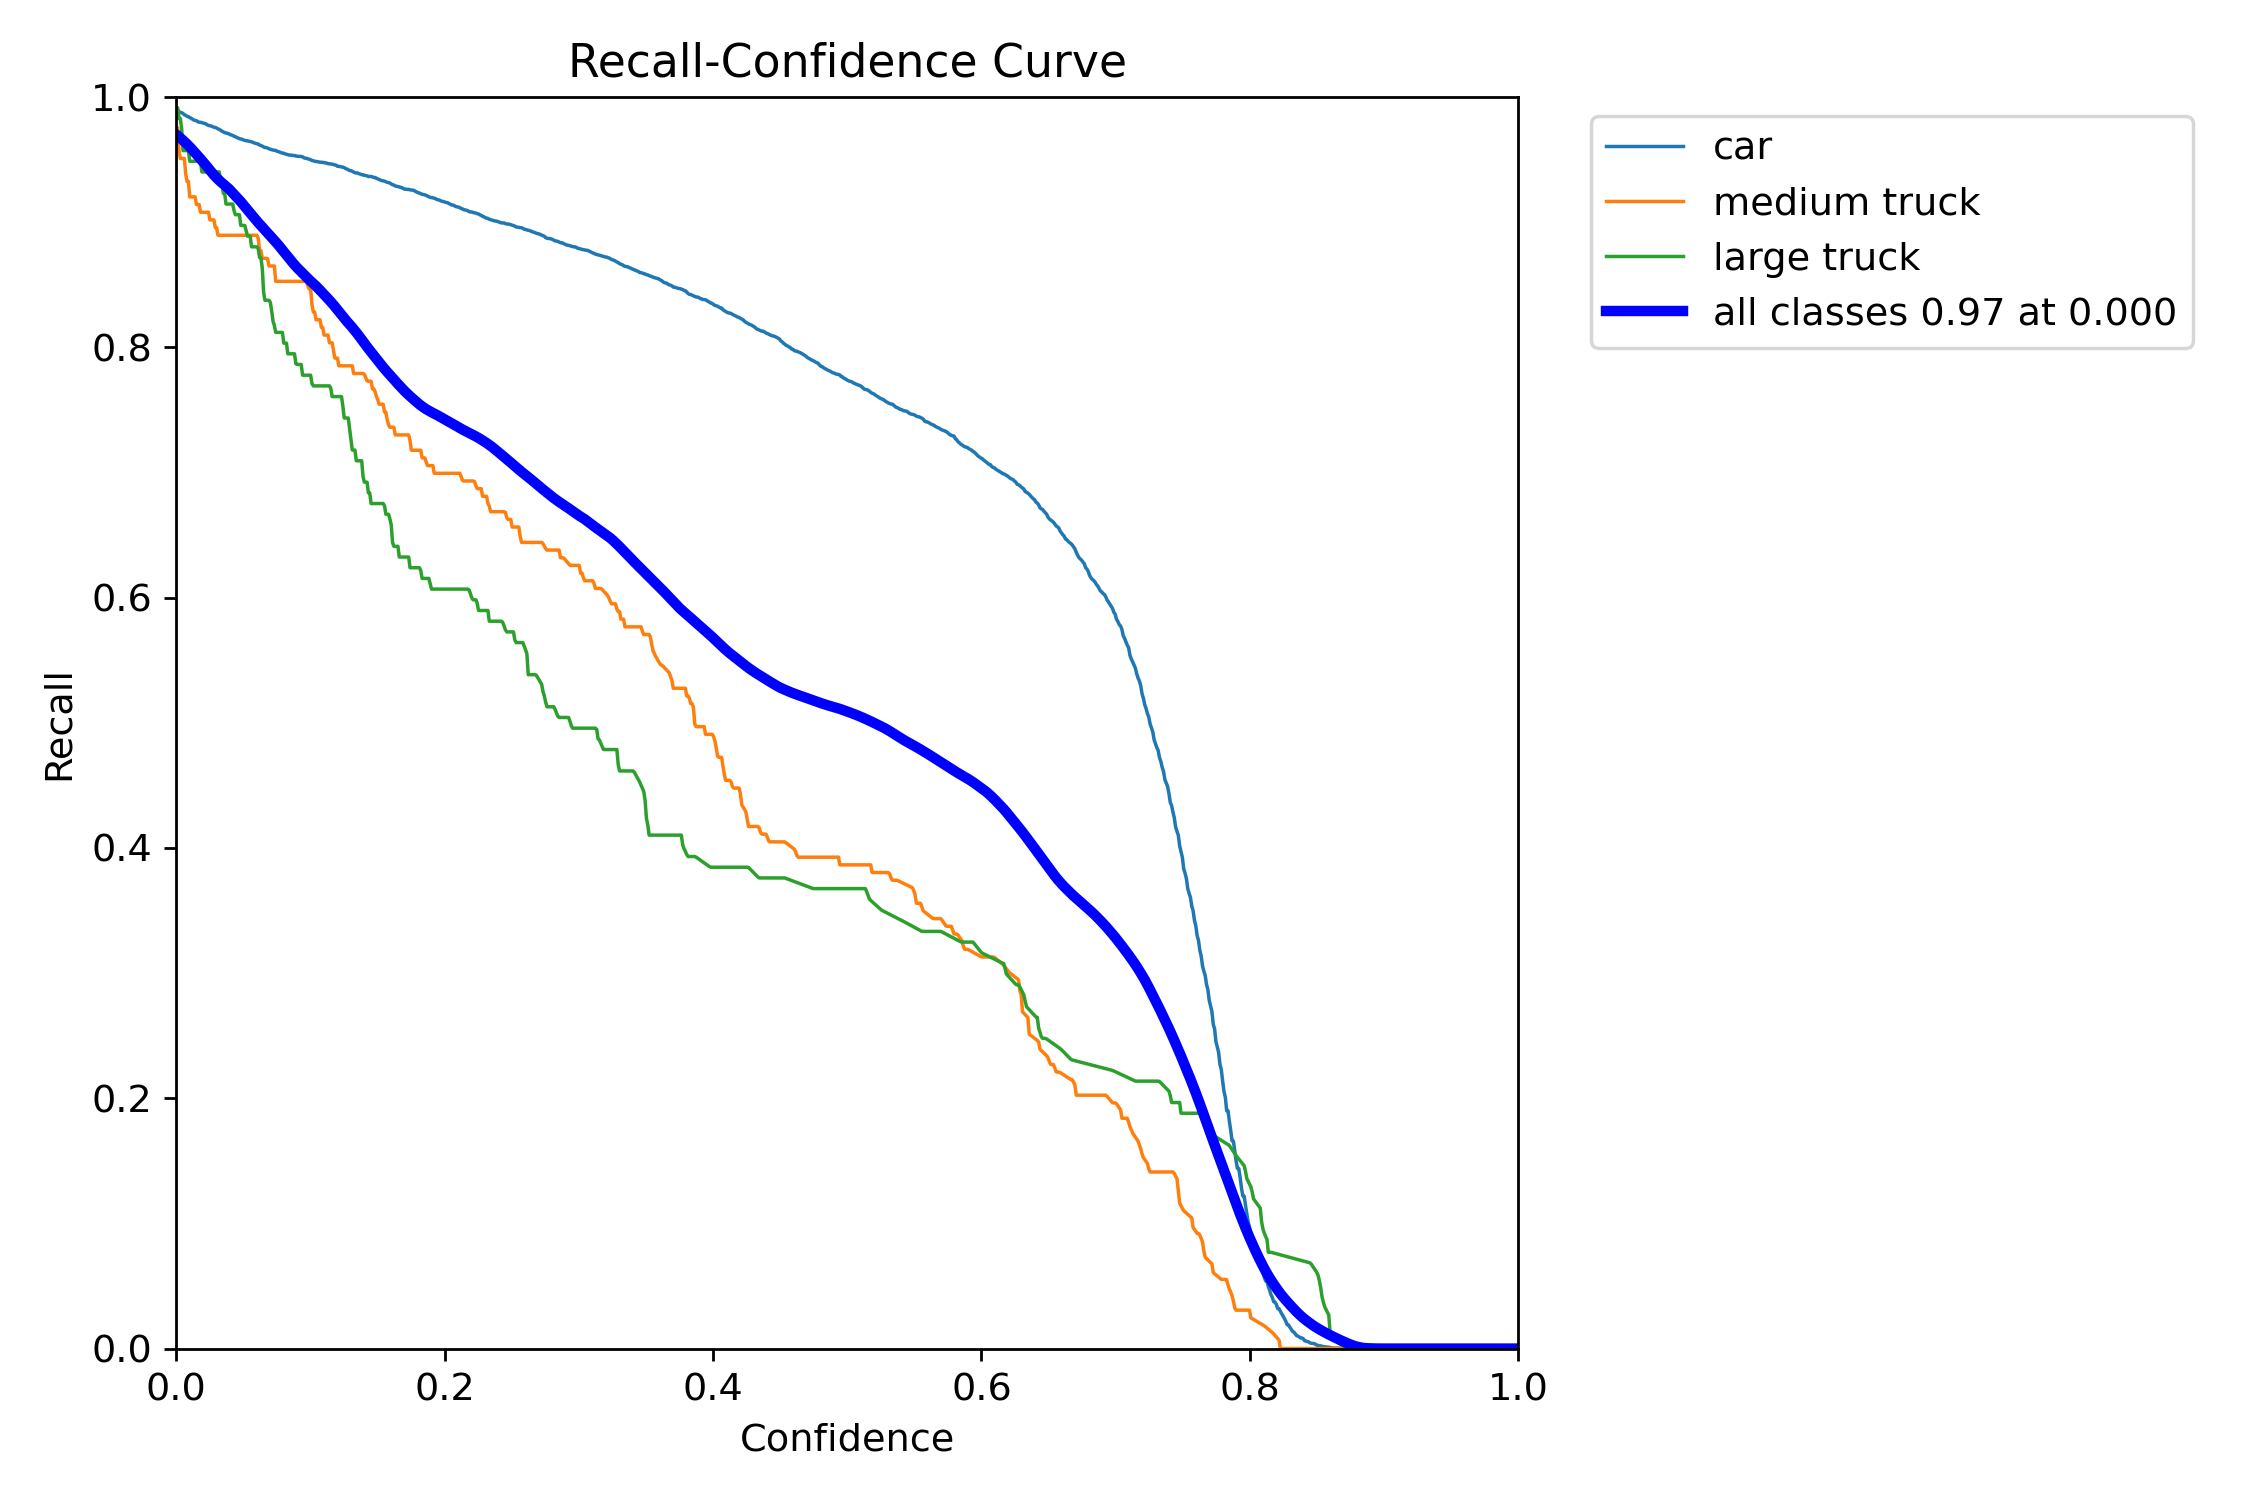 Recall-Confidence Curve
1.0
0.8
0.6
0.4
0.2
0.0
Recall
0.0 0.2 0.4 0.6 0.8 1.0
Confidence
car
medium truck
large truck
all classes 0.97 at 0.000